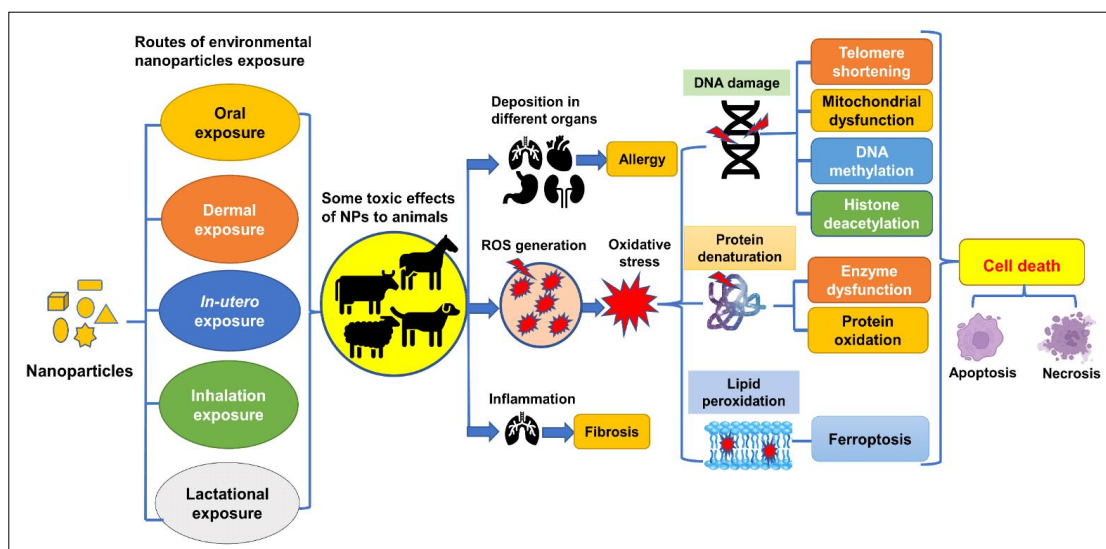 Routes of environmental
nanoparticles exposure
Oral
exposure
Dermal
exposure
In-utero
exposure
Inhalation
exposure
Lactational
exposure
Nanoparticles
Some toxic effects
of NPs to animals
Deposition in
different organs
Allergy
ROS generation
Oxidative
stress
Inflammation
Fibrosis
DNA damage
Telomere
shortening
Mitochondrial
dysfunction
DNA
methylation
Histone
deacetylation
Protein
denaturation
Enzyme
dysfunction
Protein
oxidation
Lipid
peroxidation
Ferroptosis
Cell death
Apoptosis
Necrosis